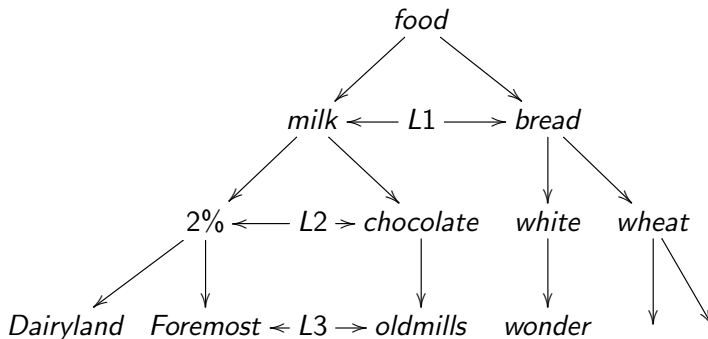 food
milk L1 bread
2% L2 chocolate white wheat
Dairyland Foremost L3 oldmills wonder